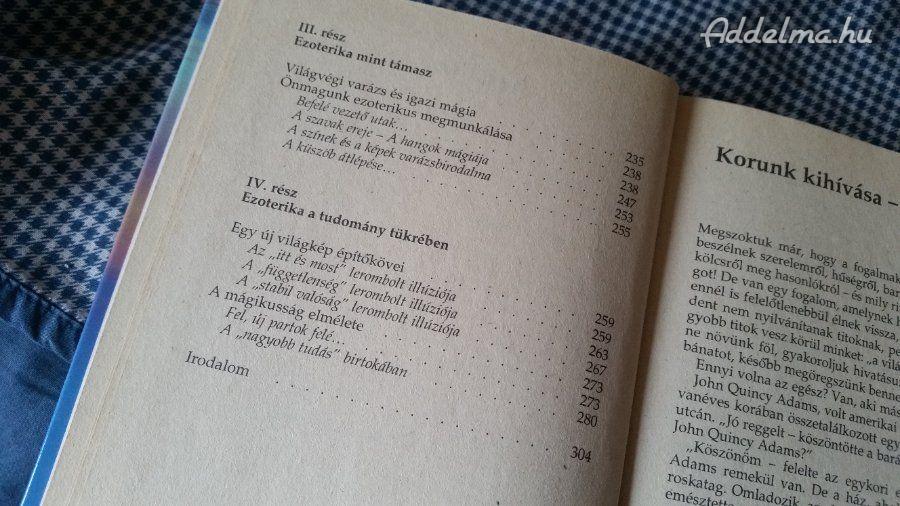 Addelma.hu
III. rész
Ezoterika mint támasz
Világvégi varázs és igazi mágia
Önmagunk ezoterikus megmunkálása
Befelé vezető utak...
A szavak ereje – A hangok mágiája
A színek és a képek varázsbirodalma
A küszöb átlépése...
235
238
238
247
253
255
IV. rész
Ezoterika a tudomány tükrében
Egy új világkép építőkövei
Az „itt és most" lerombolt illúziója
A „függetlenség" lerombolt illúziója
A „stabil valóság" lerombolt illúziója
A mágikusság elmélete
Fel, új partok felé...
A „nagyobb tudás" birtokában
Irodalom
259
259
263
267
273
273
280
304
Korunk kihívása –
Megszoktuk már, hogy a fogalmak
beszélnek szerelemről, hűségről, bar
kölcsről meg hasonlókról – és mily ri
got! De van egy fogalom, amelynek h
ennél is felelőtlenebbül élnek vissza,
dent nem nyilvánítanak titoknak, pe
gyobb titok vesz körül minket: „a vilá
ne növünk föl, gyakoroljuk hivatásun
bánatot, később megöregszünk benne
Ennyi volna az egész? Van, aki más
John Quincy Adams, volt amerikai
vanéves korában összetalálkozott egy
utcán. „Jó reggelt – köszöntötte a bará
John Quincy Adams?"
„Köszönöm – felelte az egykori e
Adams remekül van. De a ház, ah
roskatag. Omladozik
emésztette